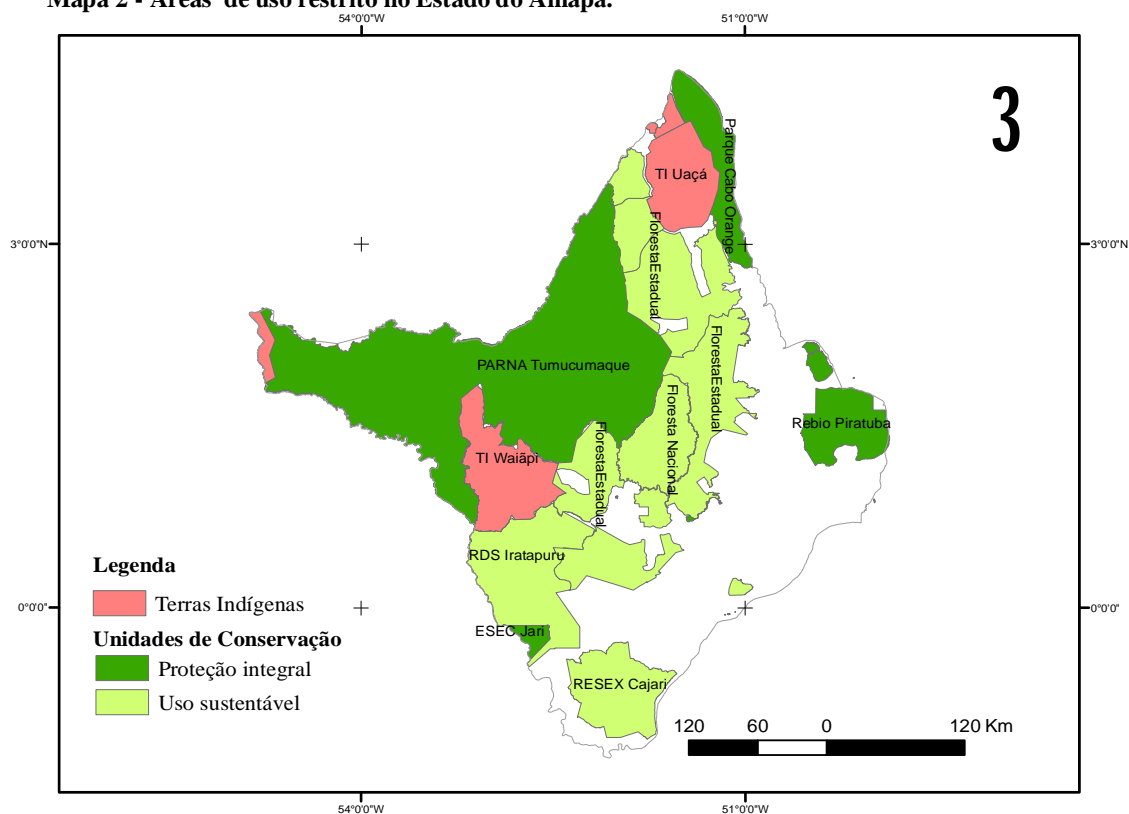 Mapa 2 - Áreas de uso restrito no Estado do Amapá.
54°0'0"W
51°0'0"W
3
Parque Cabo Orange
TI Uaçá
FlorestaEstadual
3°0'0"N
3°0'0"N
PARNA Tumucumaque
FlorestaEstadual
Floresta Nacional
Rebio Piratuba
FlorestaEstadual
TI Waiãpi
RDS Iratapuru
Legenda
Terras Indígenas
0°0'0"
0°0'0"
Unidades de Conservação
ESEC Jari
Proteção integral
RESEX Cajari
Uso sustentável
120 60 0 120 Km
54°0'0"W
51°0'0"W